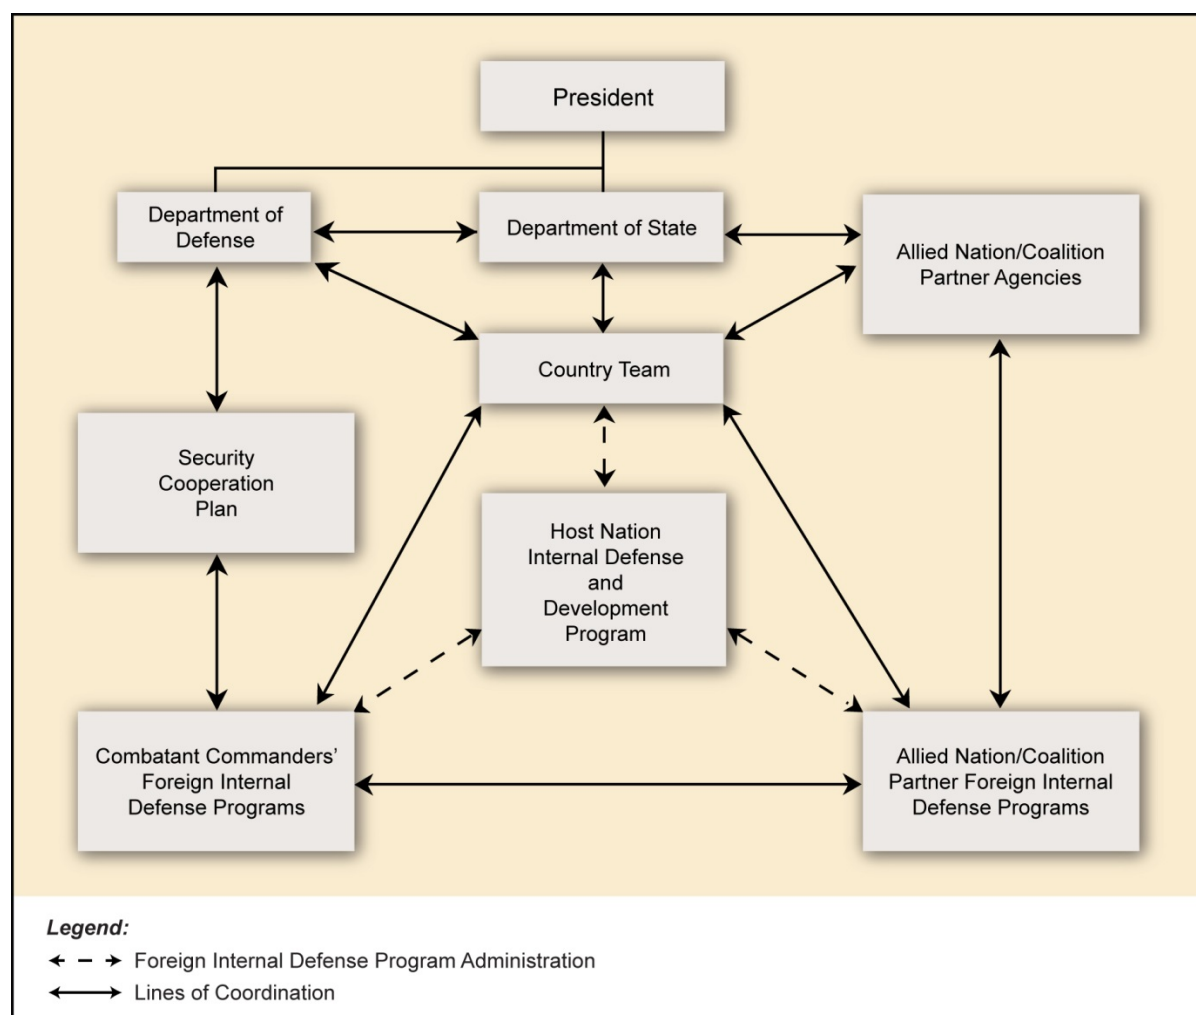 President
Department of
Defense
Department of State
Allied Nation/Coalition
Partner Agencies
Country Team
Security
Cooperation
Plan
Host Nation
Internal Defense
and
Development
Program
Combatant Commanders’
Foreign Internal
Defense Programs
Allied Nation/Coalition
Partner Foreign Internal
Defense Programs
Legend:
Foreign Internal Defense Program Administration
Lines of Coordination